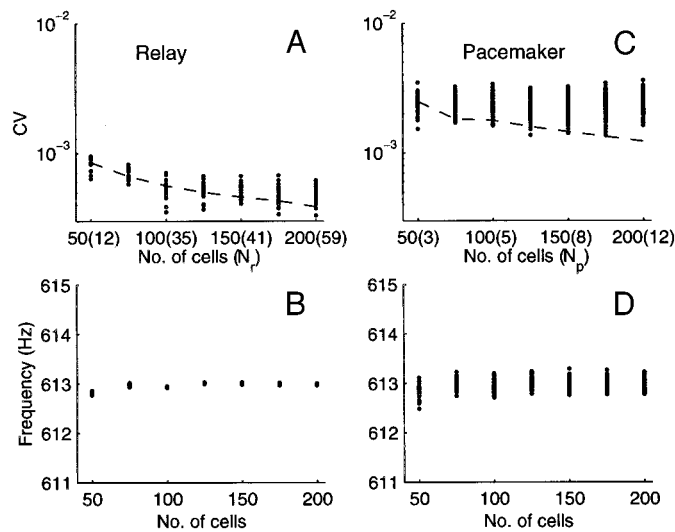 10⁻²
A
Relay
CV
10⁻³
50(12) 100(35) 150(41) 200(59)
No. of cells (Nᵣ)
10⁻²
C
Pacemaker
10⁻³
50(3) 100(5) 150(8) 200(12)
No. of cells (Nₚ)
615
B
614
613
612
611
Frequency (Hz)
50 100 150 200
No. of cells
615
D
614
613
612
611
50 100 150 200
No. of cells